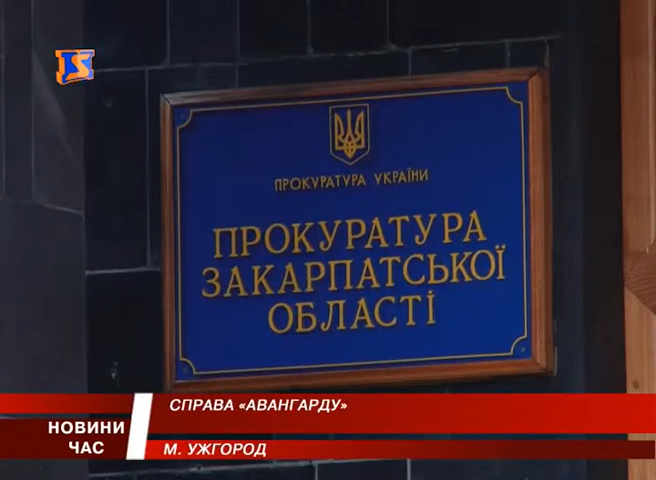 ПРОКУРАТУРА УКРАЇНИ
ПРОКУРАТУРА
ЗАКАРПАТСЬКОЇ
ОБЛАСТІ
СПРАВА «АВАНГАРДУ»
НОВИНИ
ЧАС
М. УЖГОРОД